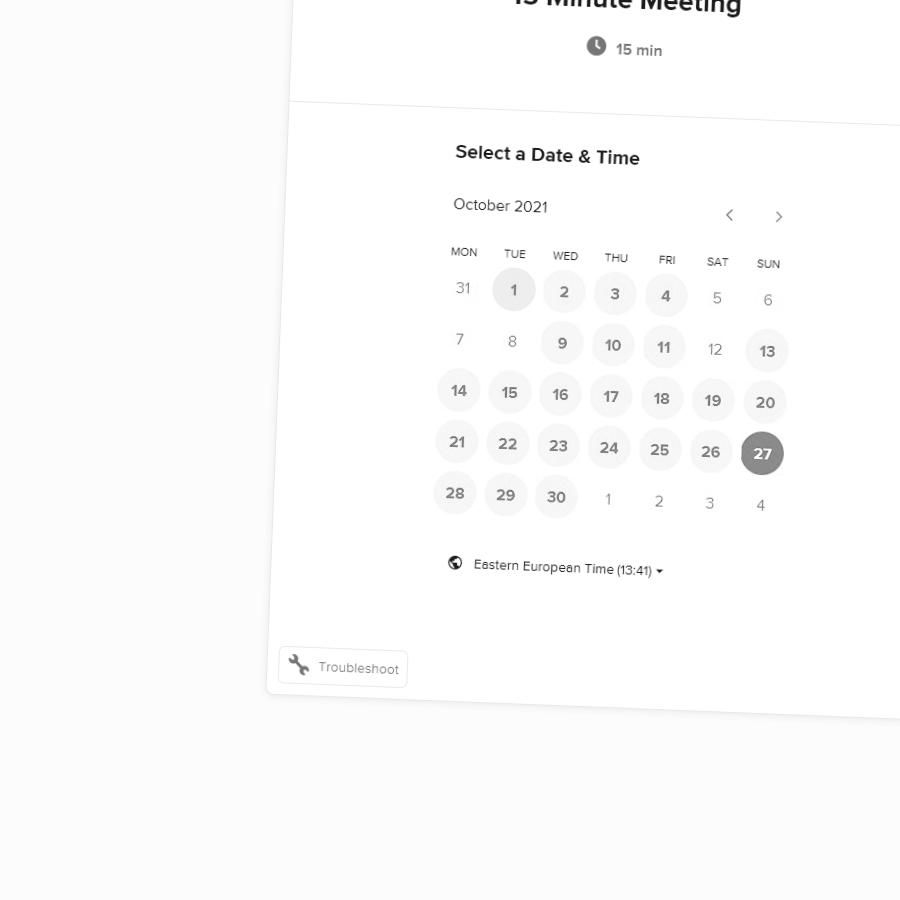 15 Minute Meeting
15 min
Select a Date & Time
October 2021
MON TUE WED THU FRI SAT SUN
31 1 2 3 4 5 6
7 8 9 10 11 12 13
14 15 16 17 18 19 20
21 22 23 24 25 26 27
28 29 30 1 2 3 4
Eastern European Time (13:41)
Troubleshoot